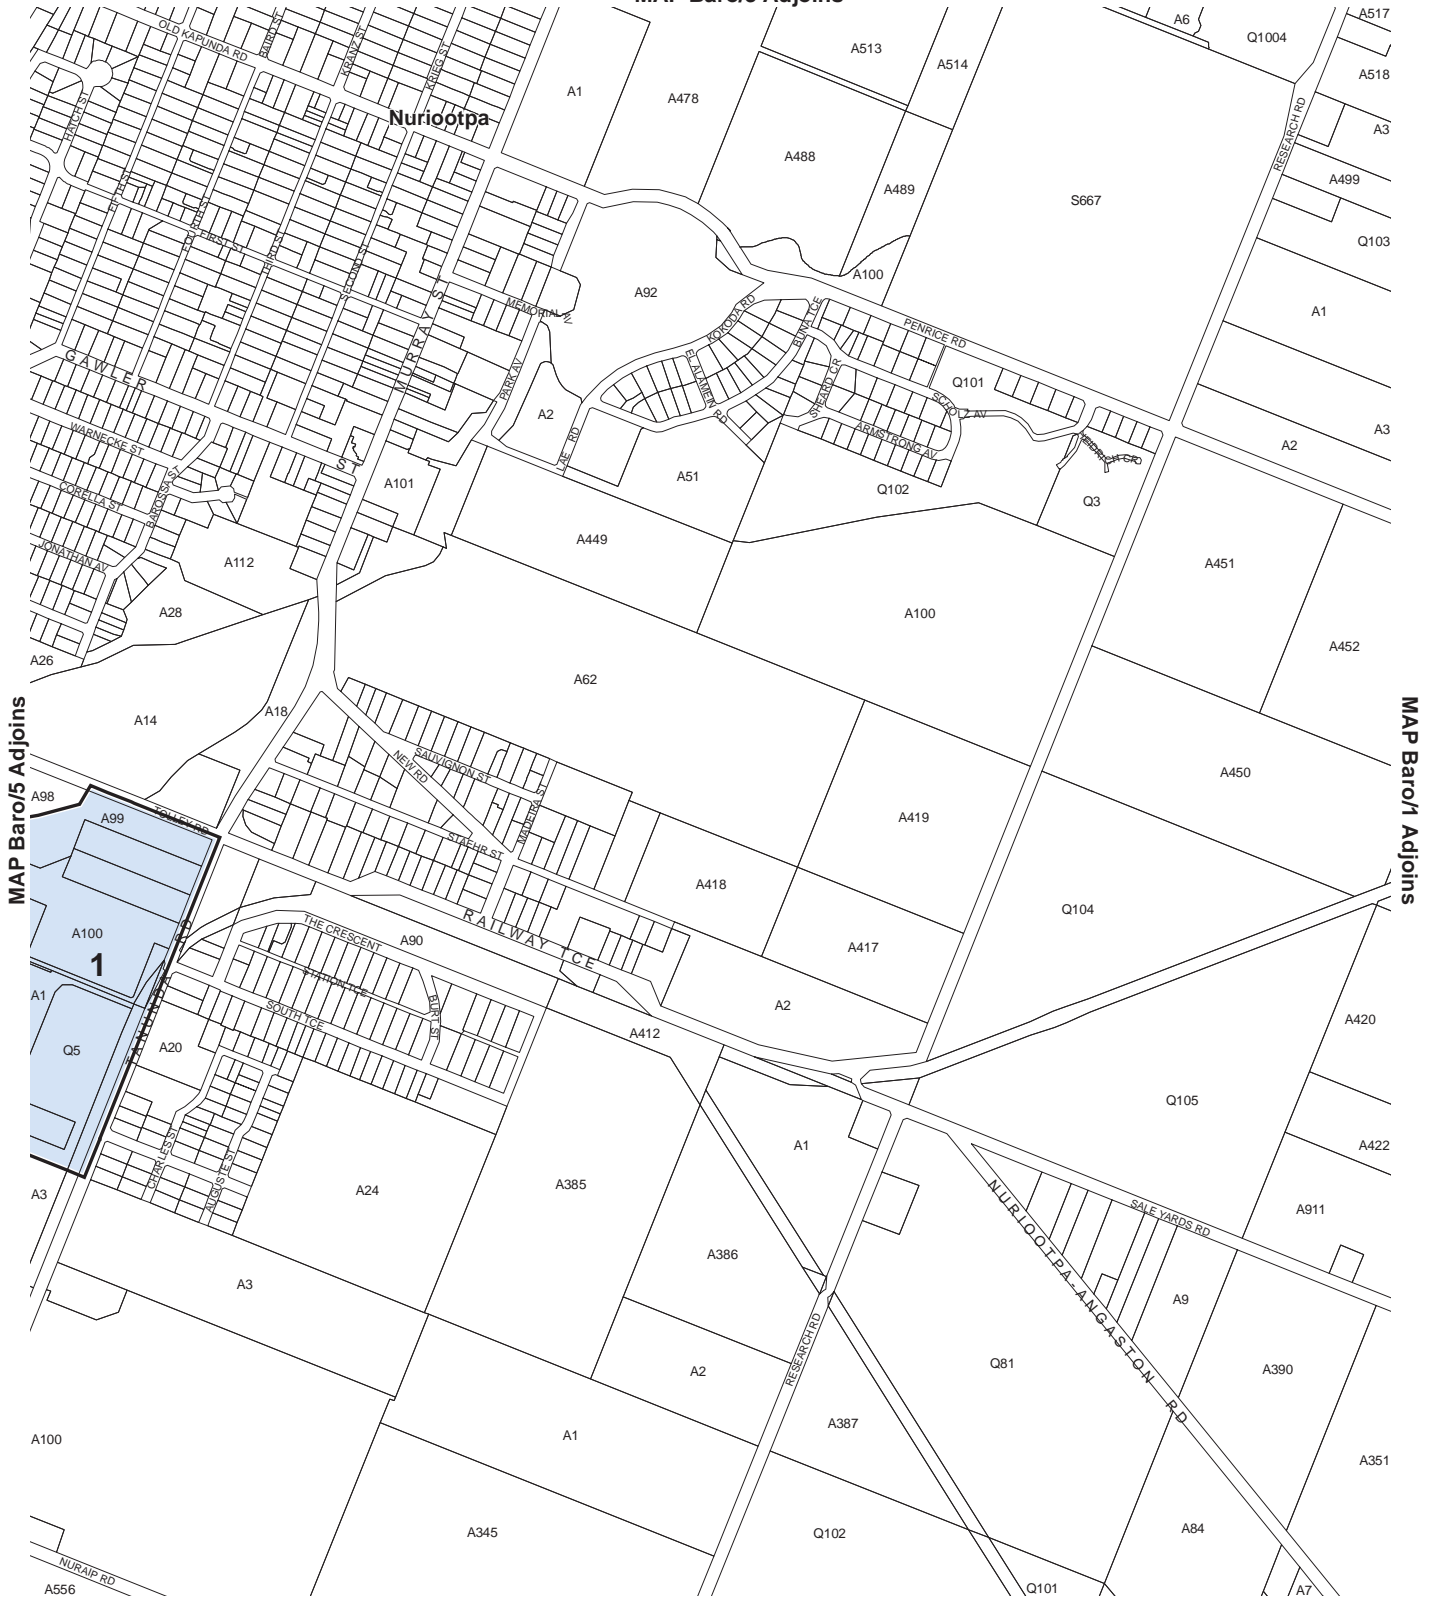 A6
A517
Q1004
OLD KAPUNDA RD
BAIRD ST
KRANZ ST
KRIEG ST
A513
A514
A518
A1
A478
HATCH ST
Nuriootpa
RESEARCH RD
A3
A488
A489
A499
S667
FIFTH ST
FOURTH ST
FIRST ST
THIRD ST
SECOND ST
Q103
A100
A92
MEMORIAL AV
KOKODA RD
BUNA TCE
PENRICE RD
A1
MURRAY ST
GAWLER ST
PARK AV
EL ALAMEIN RD
SHEARD CR
Q101
SCHOLZ AV
A2
ARMSTRONG AV
HEIDRICH CR
A3
A2
WARNECKE ST
LAE RD
A101
A51
Q102
Q3
CORELLA ST
BAROSSA ST
JONATHAN AV
A112
A449
A451
A28
A100
A452
A26
A62
MAP Baro/5 Adjoins
MAP Baro/1 Adjoins
A14
A18
SAUVIGNON ST
NEW RD
A450
A98
A99
TOLLEY RD
MADEIRA ST
A419
STAEHR ST
A418
RAILWAY TCE
Q104
A100
THE CRESCENT
A90
A417
1
STATION TCE
A1
TANUNDA RD
SOUTH TCE
BURT ST
A2
A412
A420
Q5
A20
Q105
CHARLES ST
AUGUSTE ST
A1
A422
A3
A24
A385
NURIOOTPA-ANGASTON RD
SALE YARDS RD
A911
A386
A3
A9
RESEARCH RD
A2
Q81
A390
A387
A100
A1
A351
A345
Q102
A84
NURAIP RD
A556
Q101
A7